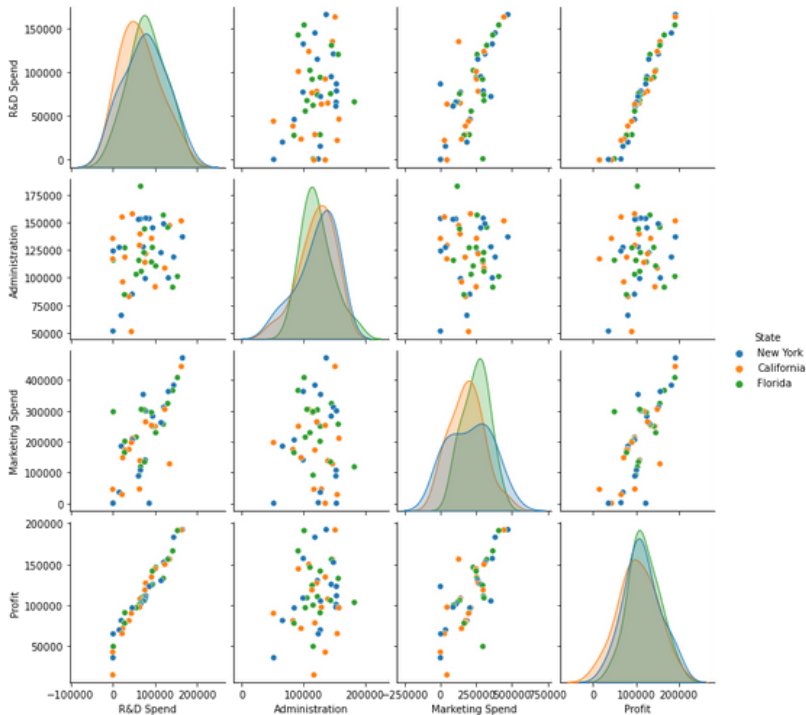 R&D Spend
150000
100000
50000
0
Administration
175000
150000
125000
100000
75000
50000
Marketing Spend
400000
300000
200000
100000
0
Profit
200000
150000
100000
50000
−100000 0 100000 200000
R&D Spend
0 100000 200000
Administration
−250000 0 250000 500000 750000
Marketing Spend
0 100000 200000
Profit
State
New York
California
Florida